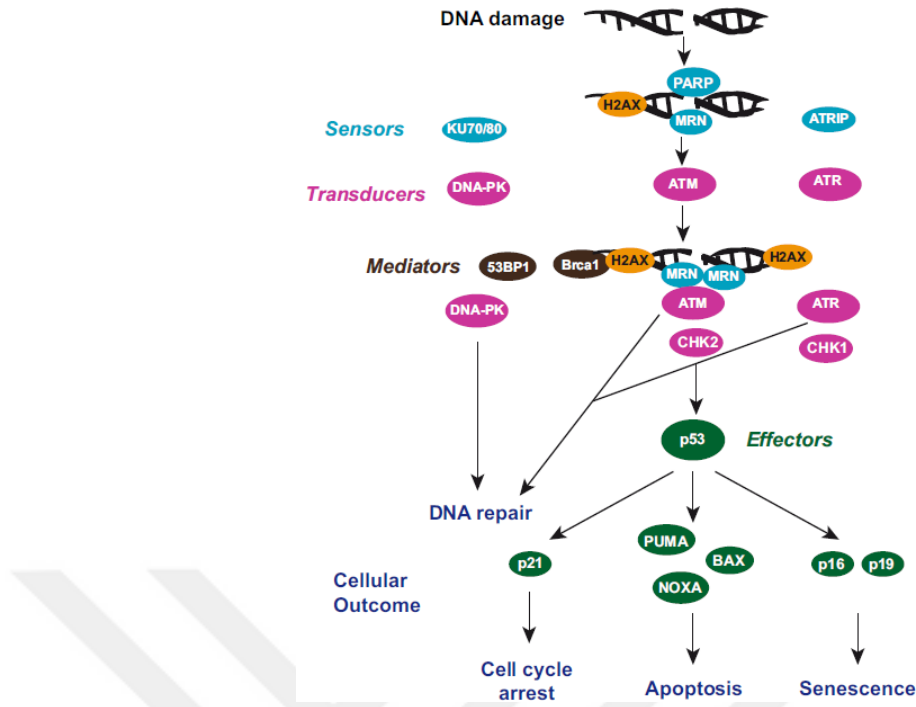 DNA damage
PARP
H2AX
MRN
Sensors
KU70/80
ATRIP
Transducers
DNA-PK
ATM
ATR
Mediators
53BP1
Brca1
H2AX
H2AX
MRN
MRN
DNA-PK
ATM
ATR
CHK2
CHK1
p53
Effectors
DNA repair
p21
PUMA
BAX
NOXA
p16
p19
Cellular
Outcome
Cell cycle
arrest
Apoptosis
Senescence